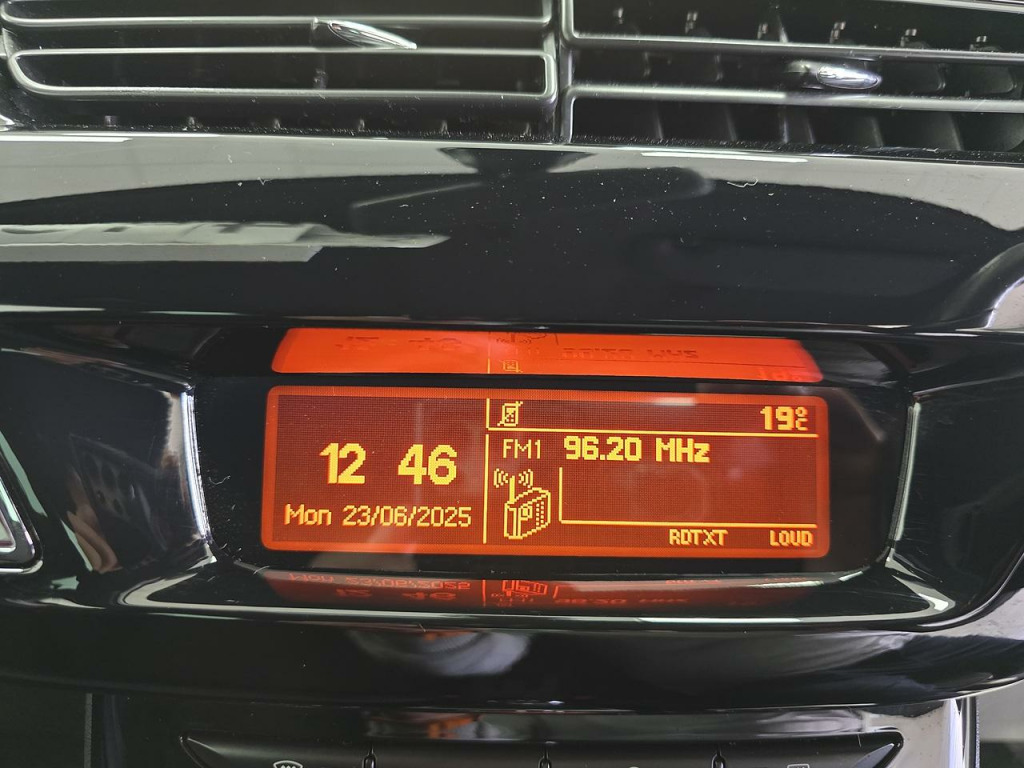 19°C
12 46
FM1 96.20 MHz
Mon 23/06/2025
RDTXT LOUD